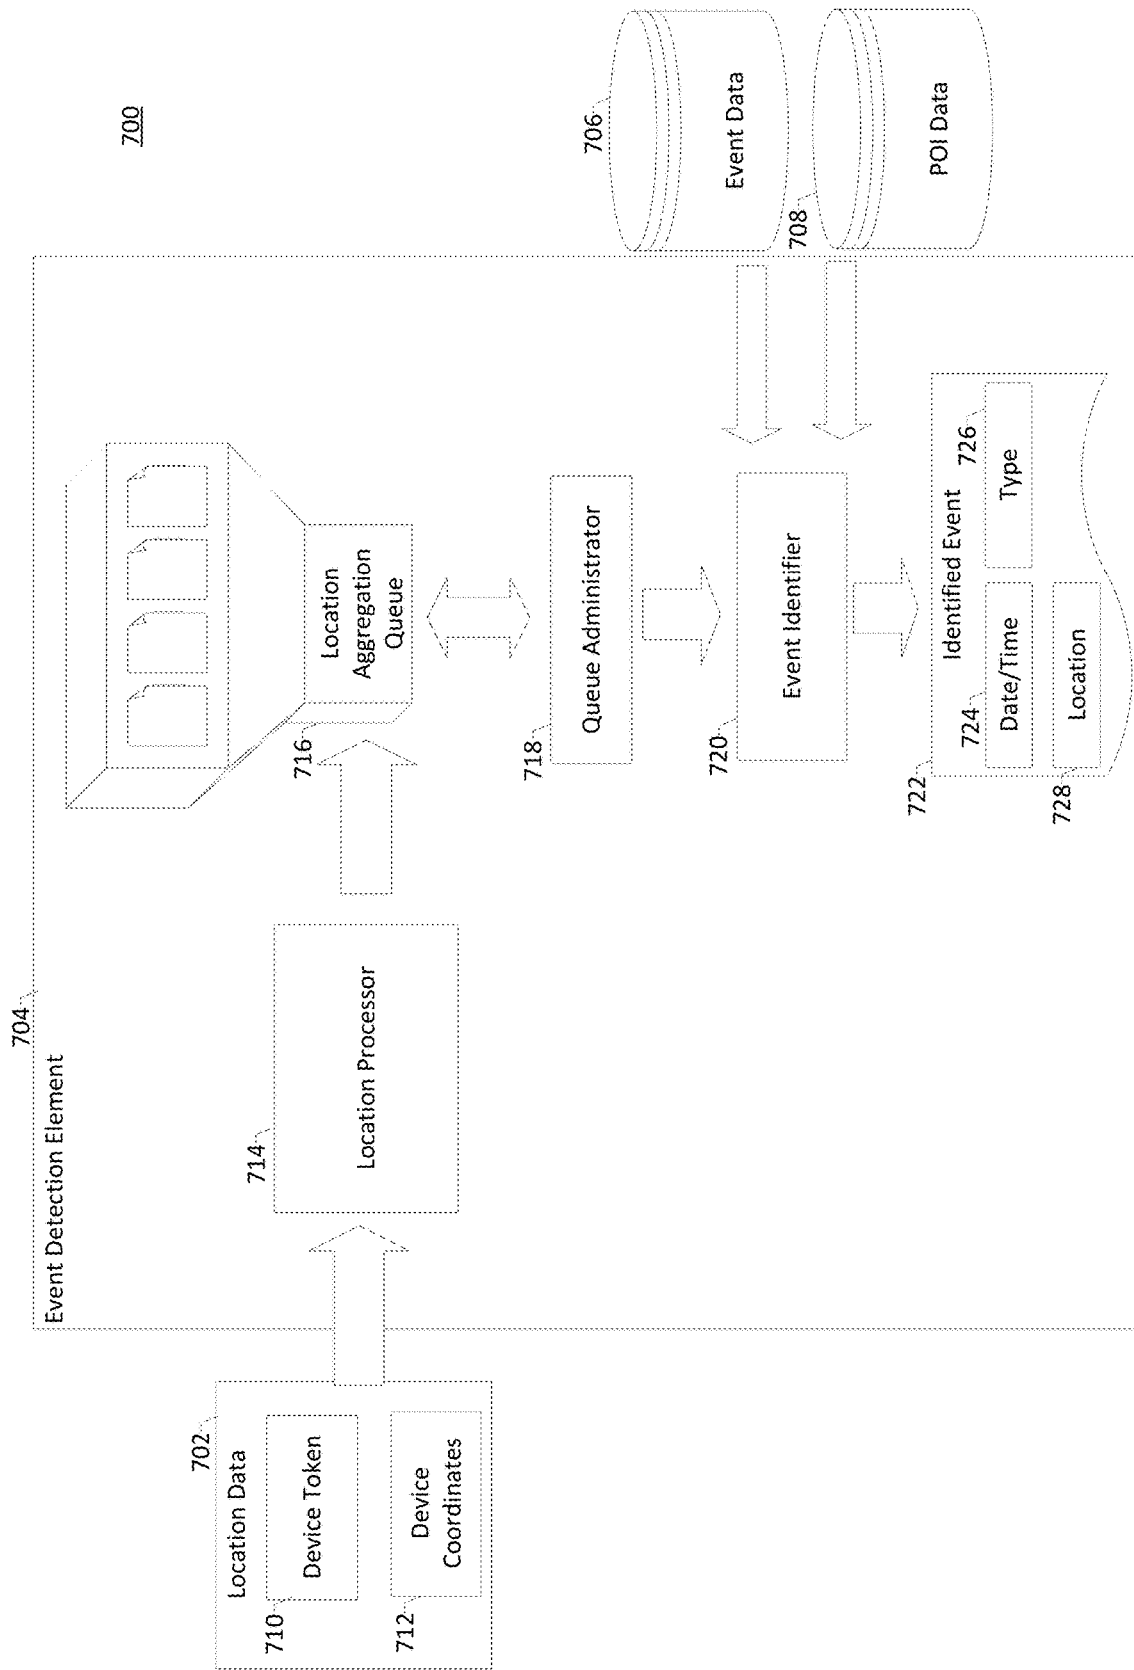 700
704
Event Detection Element
702
Location Data
710
Device Token
712
Device
Coordinates
714
Location Processor
716
Location
Aggregation
Queue
718
Queue Administrator
720
Event Identifier
706
Event Data
708
POI Data
722
Identified Event
724
Date/Time
726
Type
728
Location